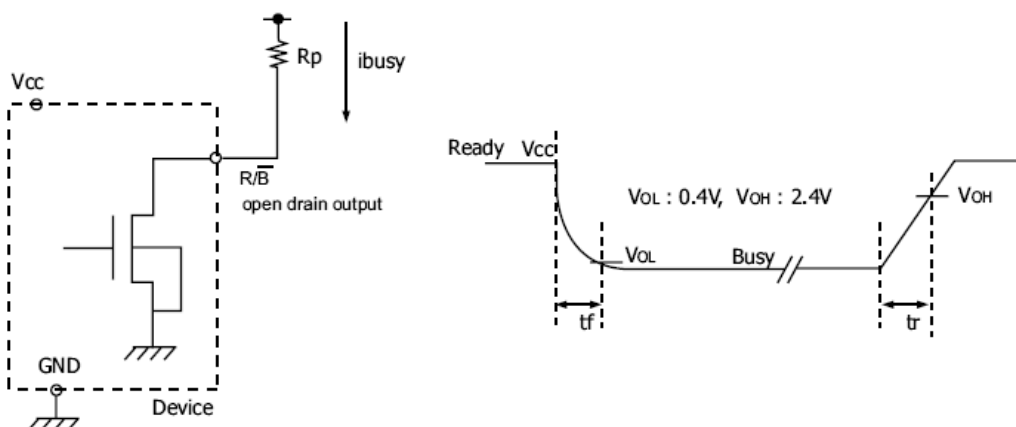 Rp
ibusy
Vcc
R/B̅
open drain output
GND
Device
Ready Vcc
VOL : 0.4V, VOH : 2.4V
VOH
VOL
Busy
tf
tr